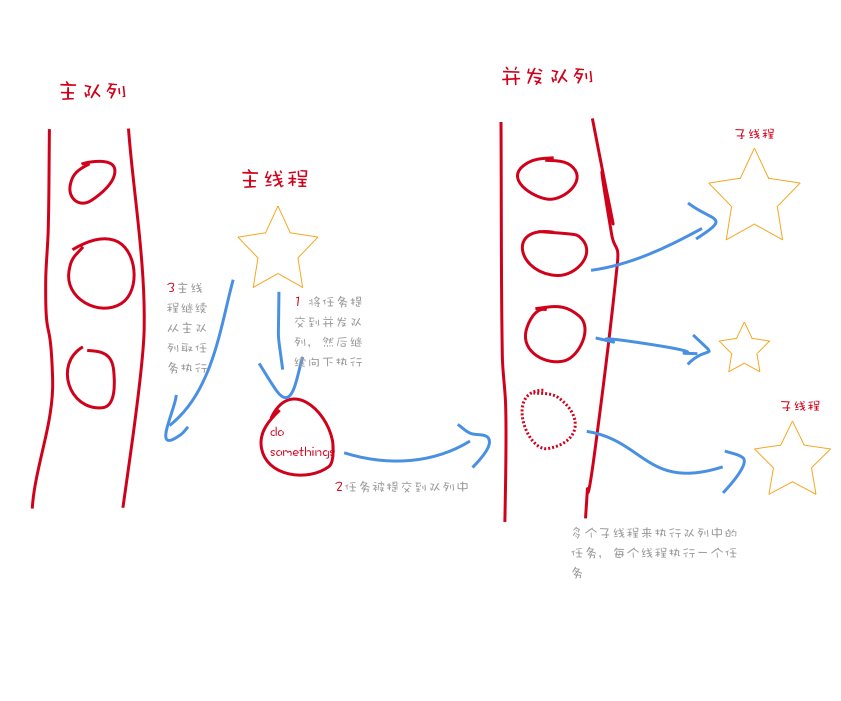 主队列
并发队列
主线程
子线程
3主线
程继续
从主队
列取任
务执行
1 将任务提
交到并发队
列，然后继
续向下执行
do
somethings
2任务被提交到队列中
子线程
多个子线程来执行队列中的
任务，每个线程执行一个任
务